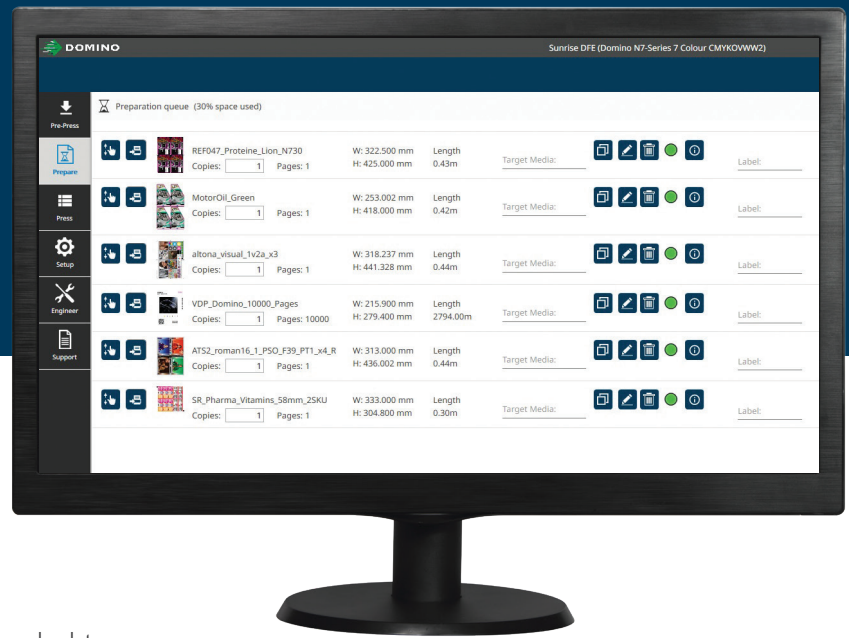 DOMINO
Sunrise DFE (Domino N7-Series 7 Colour CMYKOVWW2)
Pre-Press
Prepare
Press
Setup
Engineer
Support
Preparation queue (30% space used)
REF047_Proteine_Lion_N730 W: 322.500 mm Length
Copies: 1 Pages: 1 H: 425.000 mm 0.43m Target Media: Label:
MotorOil_Green W: 253.002 mm Length
Copies: 1 Pages: 1 H: 418.000 mm 0.42m Target Media: Label:
altona_visual_1v2a_x3 W: 318.237 mm Length
Copies: 1 Pages: 1 H: 441.328 mm 0.44m Target Media: Label:
VDP_Domino_10000_Pages W: 215.900 mm Length
Copies: 1 Pages: 10000 H: 279.400 mm 2794.00m Target Media: Label:
ATS2_roman16_1_PSO_F39_PT1_x4_R W: 313.000 mm Length
Copies: 1 Pages: 1 H: 436.002 mm 0.44m Target Media: Label:
SR_Pharma_Vitamins_58mm_2SKU W: 333.000 mm Length
Copies: 1 Pages: 1 H: 304.800 mm 0.30m Target Media: Label: